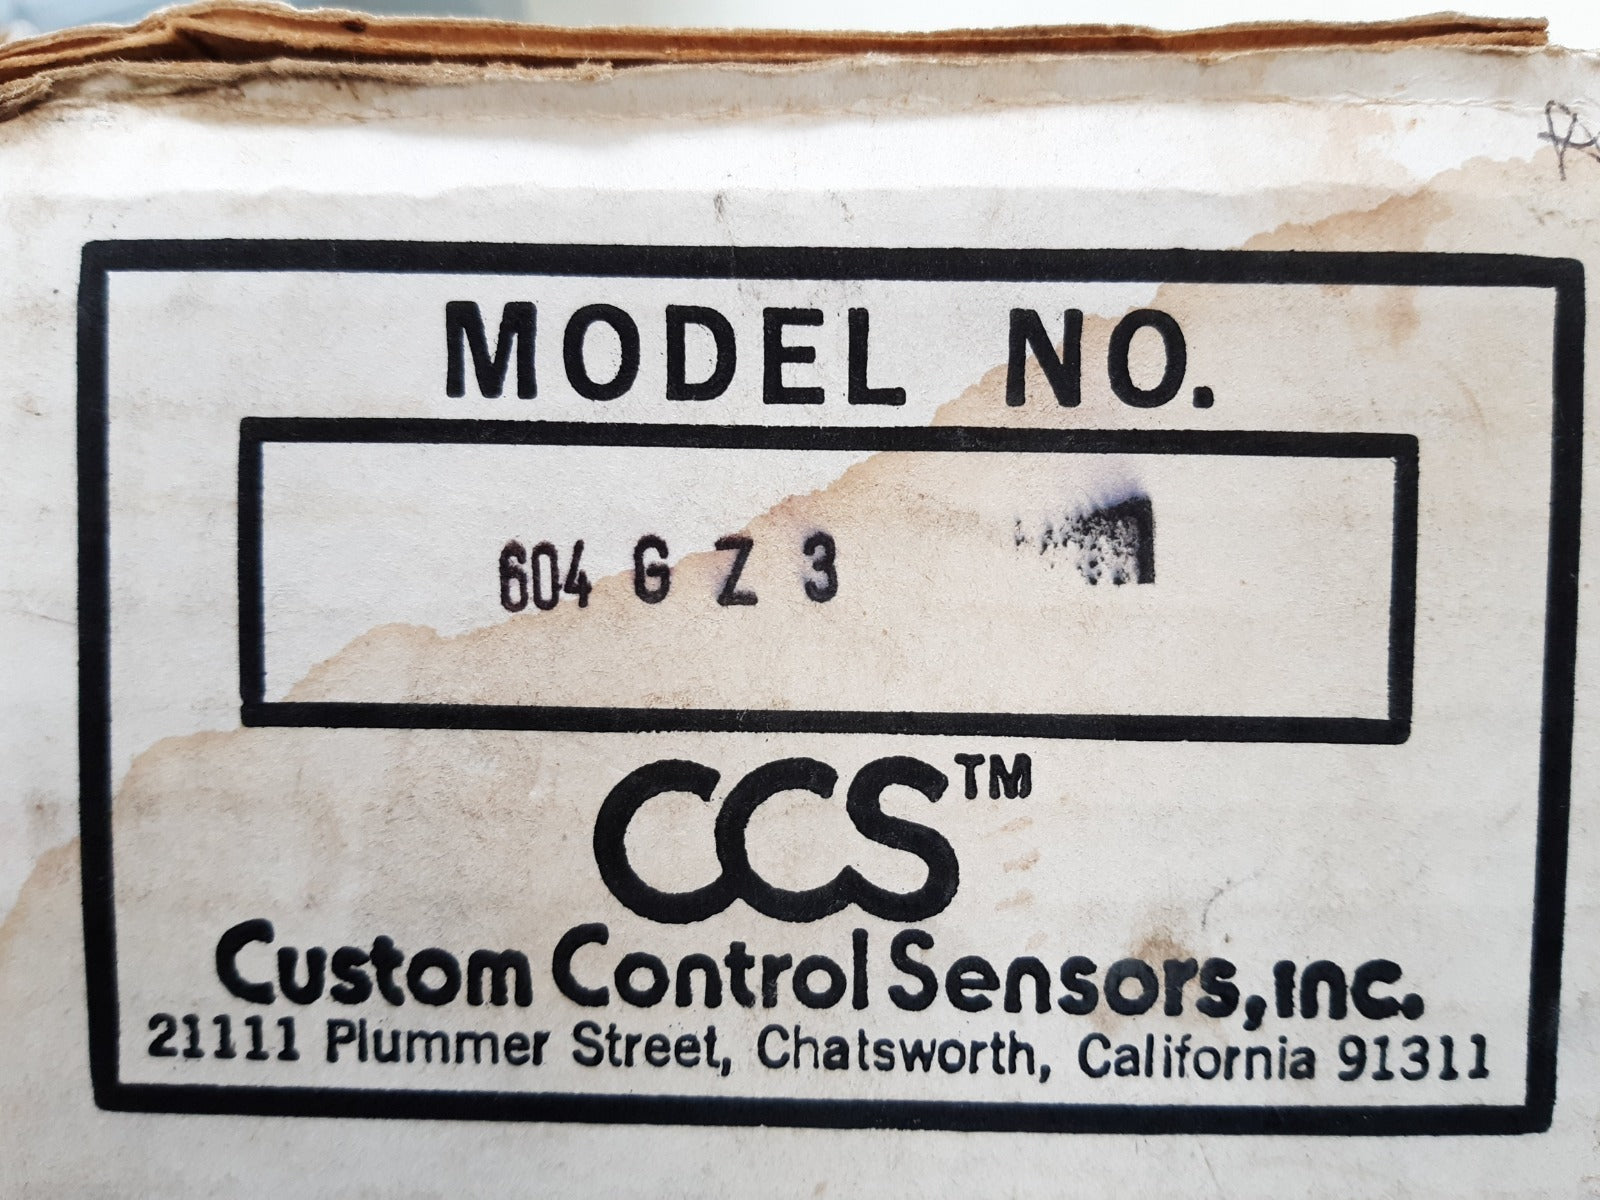 MODEL NO.
604 G Z 3
CCS™
Custom Control Sensors, Inc.
21111 Plummer Street, Chatsworth, California 91311